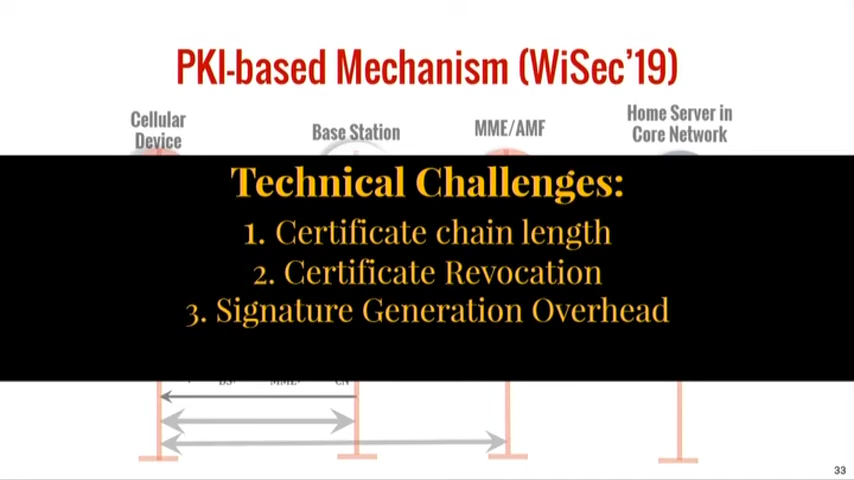 PKI-based Mechanism (WiSec'19)
Cellular
Device
Base Station
MME/AMF
Home Server in
Core Network
Technical Challenges:
1. Certificate chain length
2. Certificate Revocation
3. Signature Generation Overhead
33